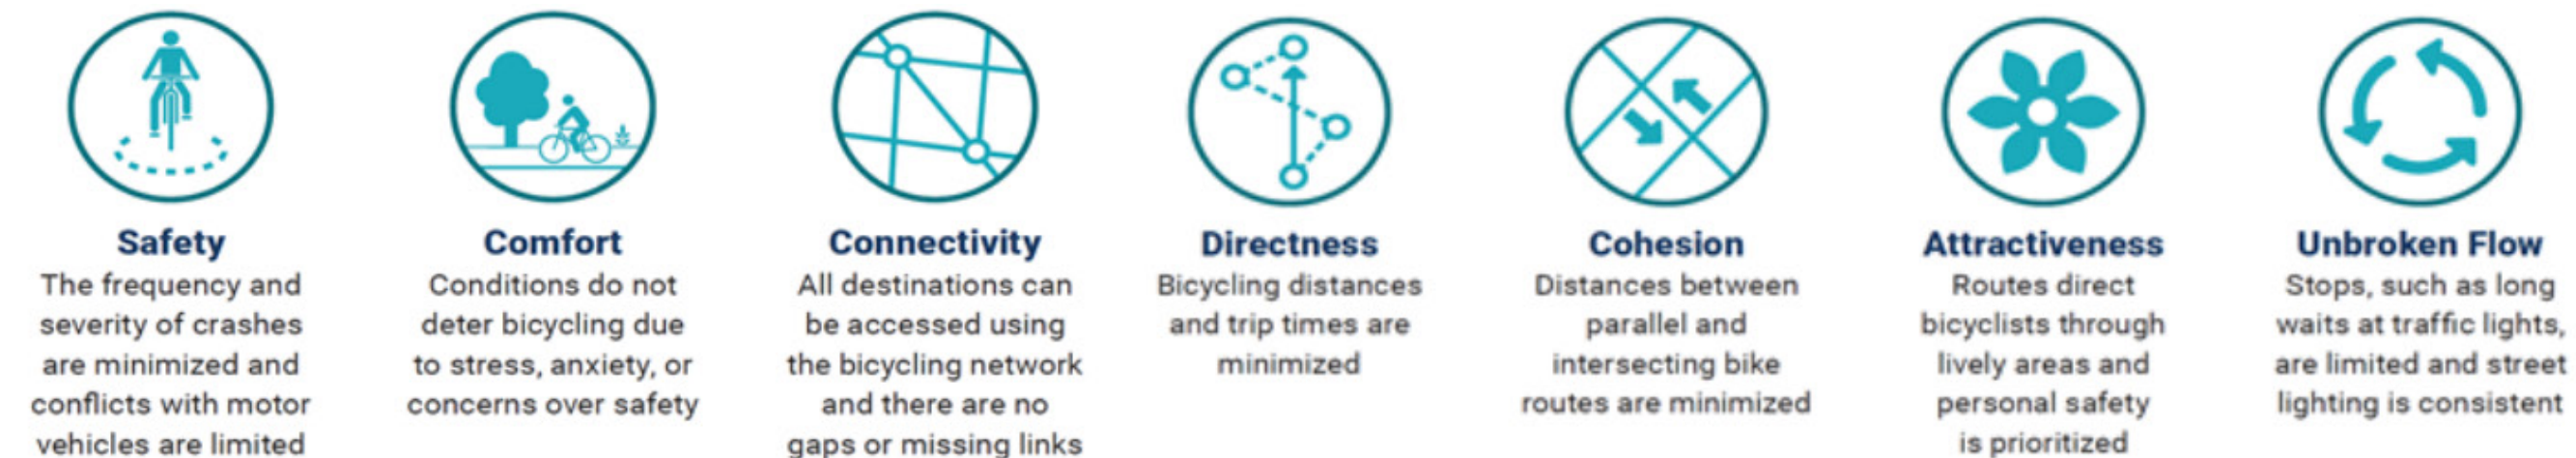 Safety
The frequency and
severity of crashes
are minimized and
conflicts with motor
vehicles are limited
Comfort
Conditions do not
deter bicycling due
to stress, anxiety, or
concerns over safety
Connectivity
All destinations can
be accessed using
the bicycling network
and there are no
gaps or missing links
Directness
Bicycling distances
and trip times are
minimized
Cohesion
Distances between
parallel and
intersecting bike
routes are minimized
Attractiveness
Routes direct
bicyclists through
lively areas and
personal safety
is prioritized
Unbroken Flow
Stops, such as long
waits at traffic lights,
are limited and street
lighting is consistent